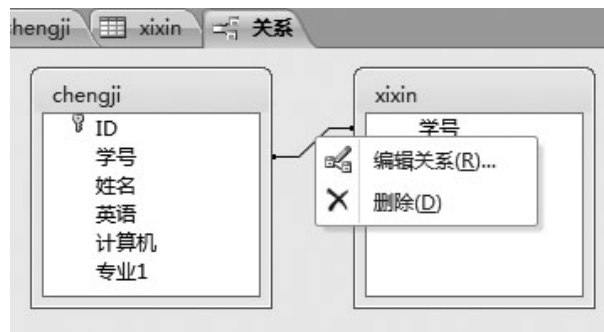 hengji xixin 关系
chengji
ID
学号
姓名
英语
计算机
专业1
xixin
学号
编辑关系(R)...
删除(D)